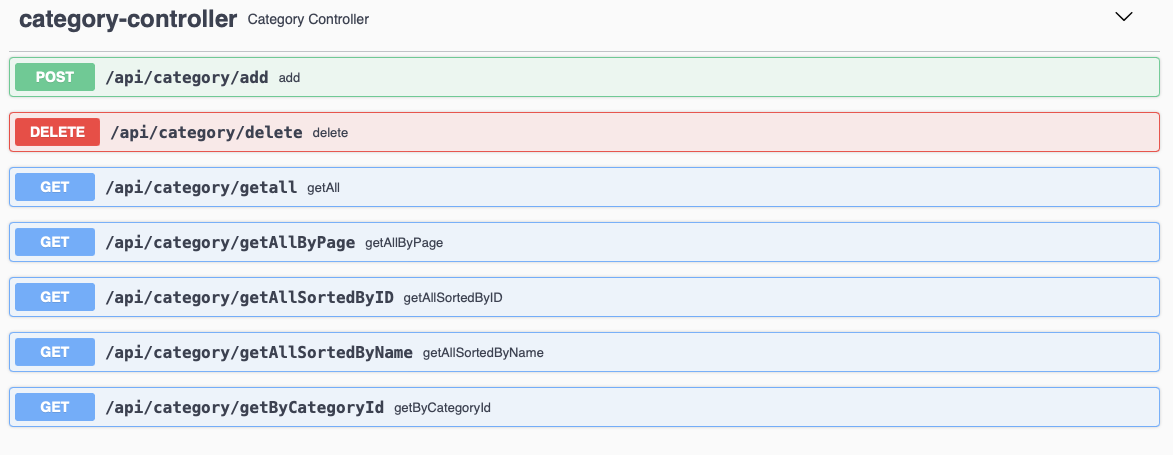 category-controller Category Controller
POST /api/category/add add
DELETE /api/category/delete delete
GET /api/category/getall getAll
GET /api/category/getAllByPage getAllByPage
GET /api/category/getAllSortedByID getAllSortedByID
GET /api/category/getAllSortedByName getAllSortedByName
GET /api/category/getByCategoryId getByCategoryId